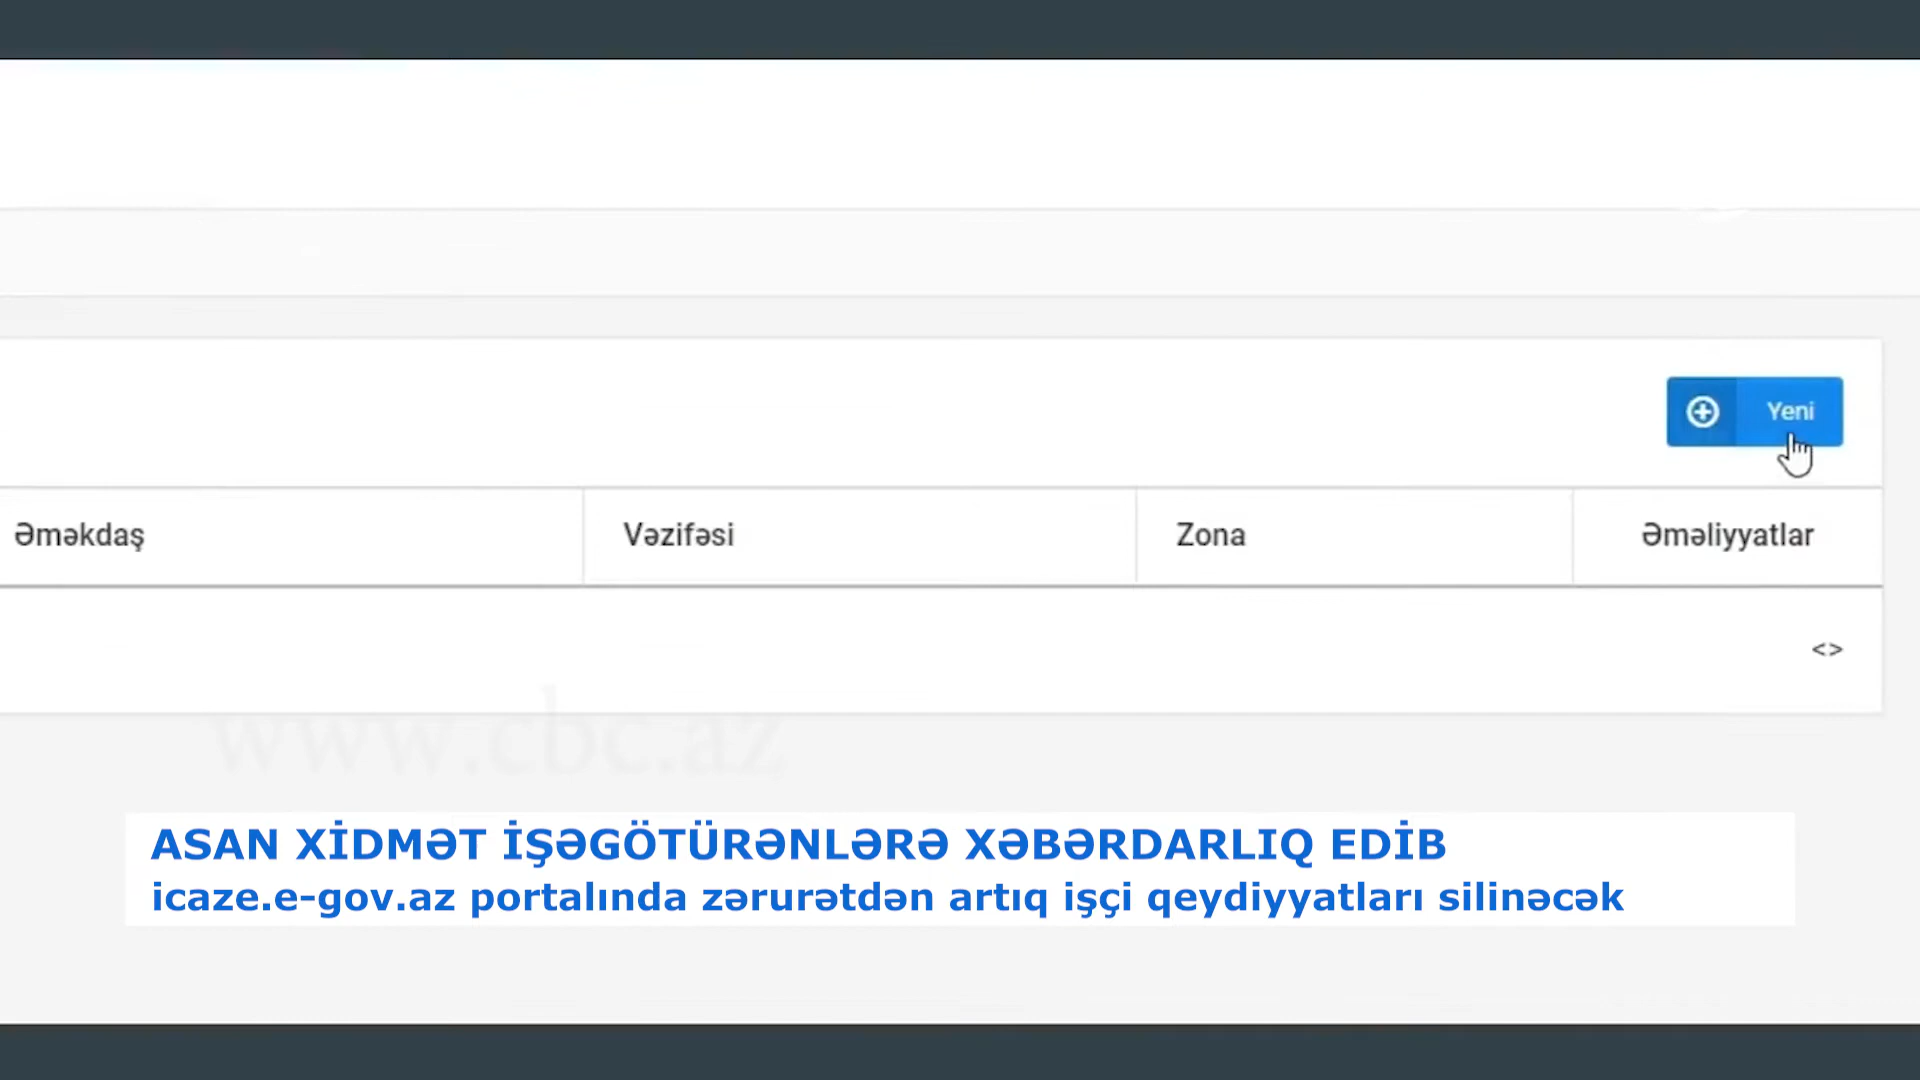 Yeni
Əməkdaş
Vəzifəsi
Zona
Əməliyyatlar
<>
www.cbc.az
ASAN XİDMƏT İŞƏGÖTÜRƏNLƏRƏ XƏBƏRDARLIQ EDİB
icaze.e-gov.az portalında zərurətdən artıq işçi qeydiyyatları silinəcək